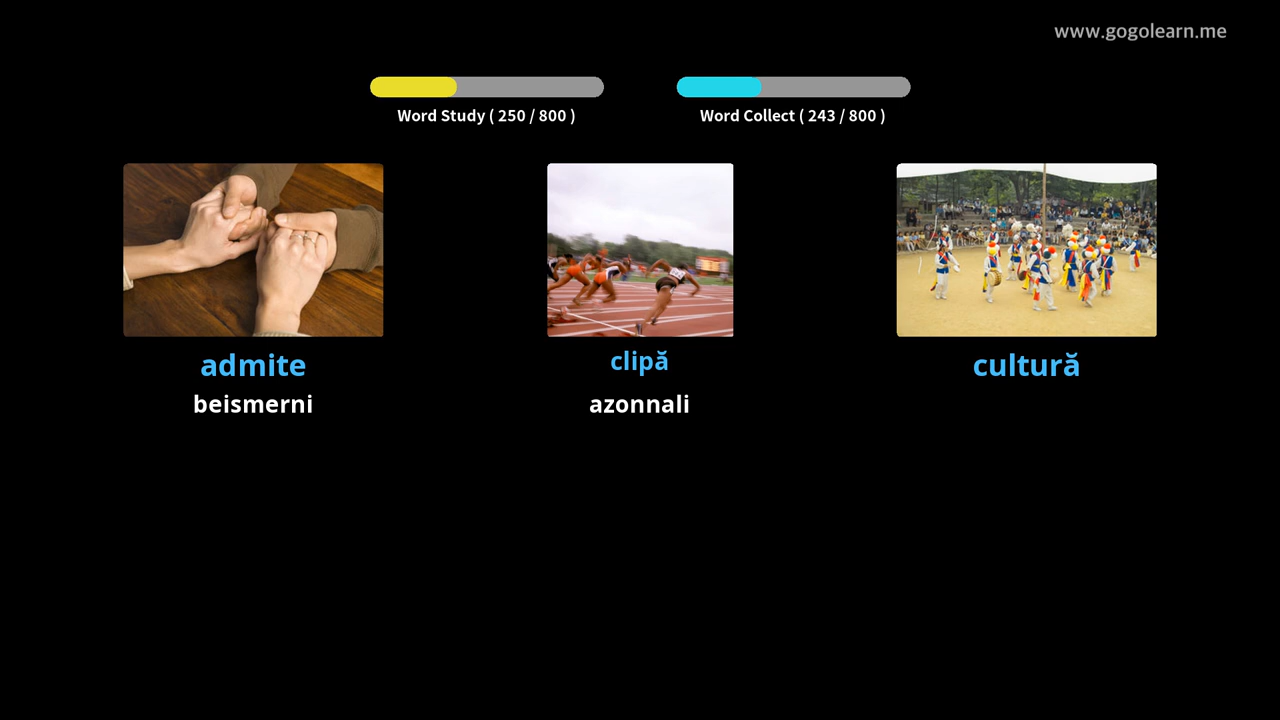 www.gogolearn.me
Word Study ( 250 / 800 )
Word Collect ( 243 / 800 )
admite
clipă
cultură
beismerni
azonnali